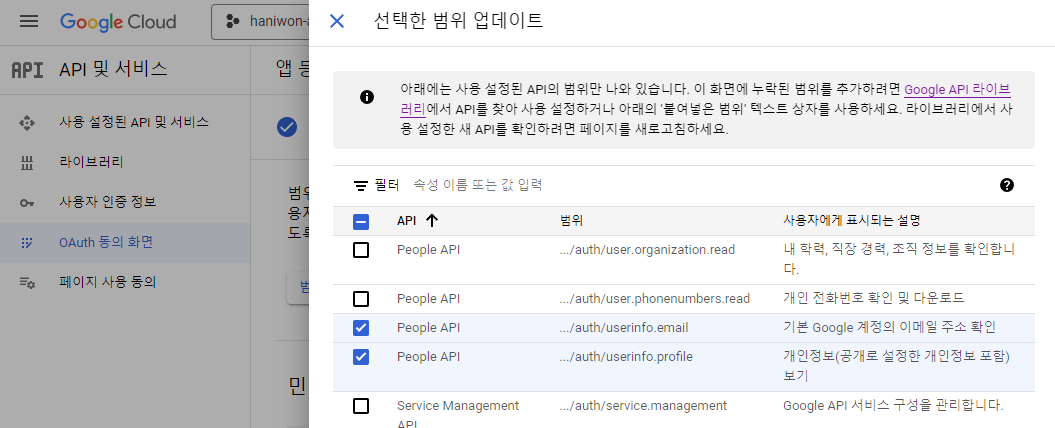 Google Cloud
haniwon-a
선택한 범위 업데이트
API API 및 서비스
앱 등
사용 설정된 API 및 서비스
라이브러리
사용자 인증 정보
OAuth 동의 화면
페이지 사용 동의
범위
용자
도록
민
아래에는 사용 설정된 API의 범위만 나와 있습니다. 이 화면에 누락된 범위를 추가하려면 Google API 라이브
러리에서 API를 찾아 사용 설정하거나 아래의 '붙여넣은 범위' 텍스트 상자를 사용하세요. 라이브러리에서 사
용 설정한 새 API를 확인하려면 페이지를 새로고침하세요.
필터 속성 이름 또는 값 입력
API 범위 사용자에게 표시되는 설명
People API .../auth/user.organization.read 내 학력, 직장 경력, 조직 정보를 확인합니
다.
People API .../auth/user.phonenumbers.read 개인 전화번호 확인 및 다운로드
People API .../auth/userinfo.email 기본 Google 계정의 이메일 주소 확인
People API .../auth/userinfo.profile 개인정보(공개로 설정한 개인정보 포함)
보기
Service Management .../auth/service.management Google API 서비스 구성을 관리합니다.
API